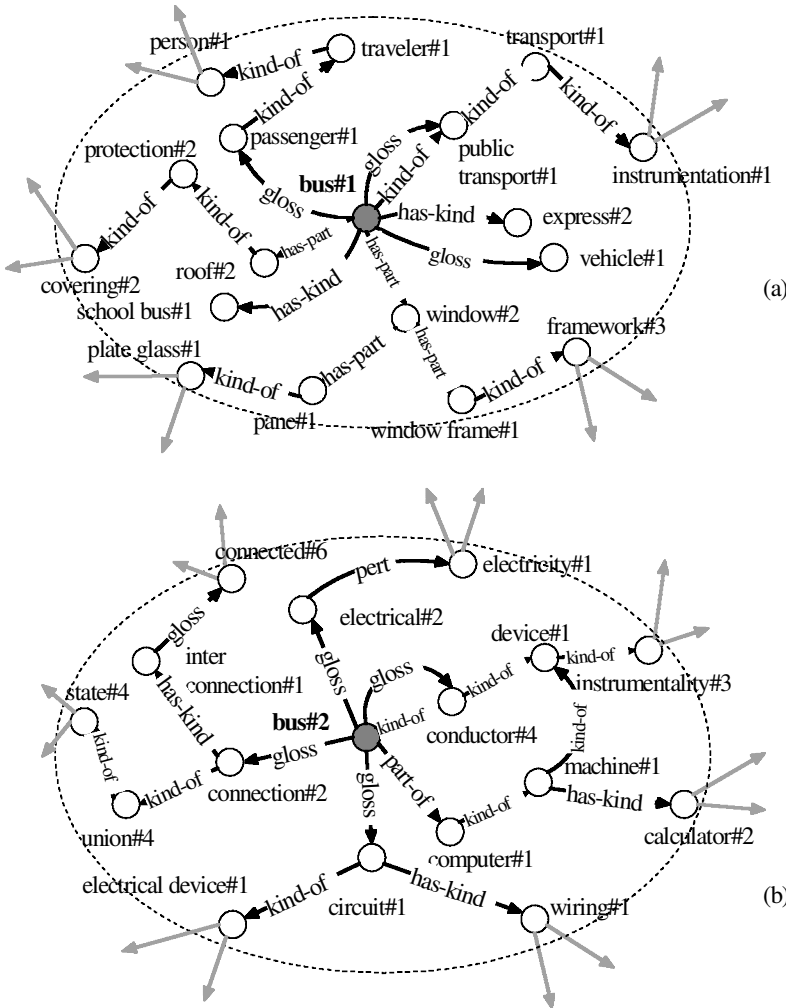 person#1
kind-of
traveler#1
transport#1
kind-of
kind-of
kind-of
protection#2
passenger#1
gloss
public
transport#1
bus#1
kind-of
instrumentation#1
gloss
has-kind
express#2
kind-of
kind-of
has-part
has-part
gloss
vehicle#1
covering#2
roof#2
(a)
school bus#1
has-kind
window#2
framework#3
plate glass#1
has-part
has-part
kind-of
kind-of
pane#1
window frame#1
connected#6
pert
electricity#1
electrical#2
gloss
device#1
kind-of
inter
connection#1
gloss
gloss
kind-of
instrumentality#3
state#4
has-kind
bus#2
kind-of
conductor#4
kind-of
kind-of
kind-of
gloss
connection#2
part-of
machine#1
has-kind
union#4
gloss
kind-of
calculator#2
computer#1
electrical device#1
kind-of
circuit#1
has-kind
wiring#1
(b)